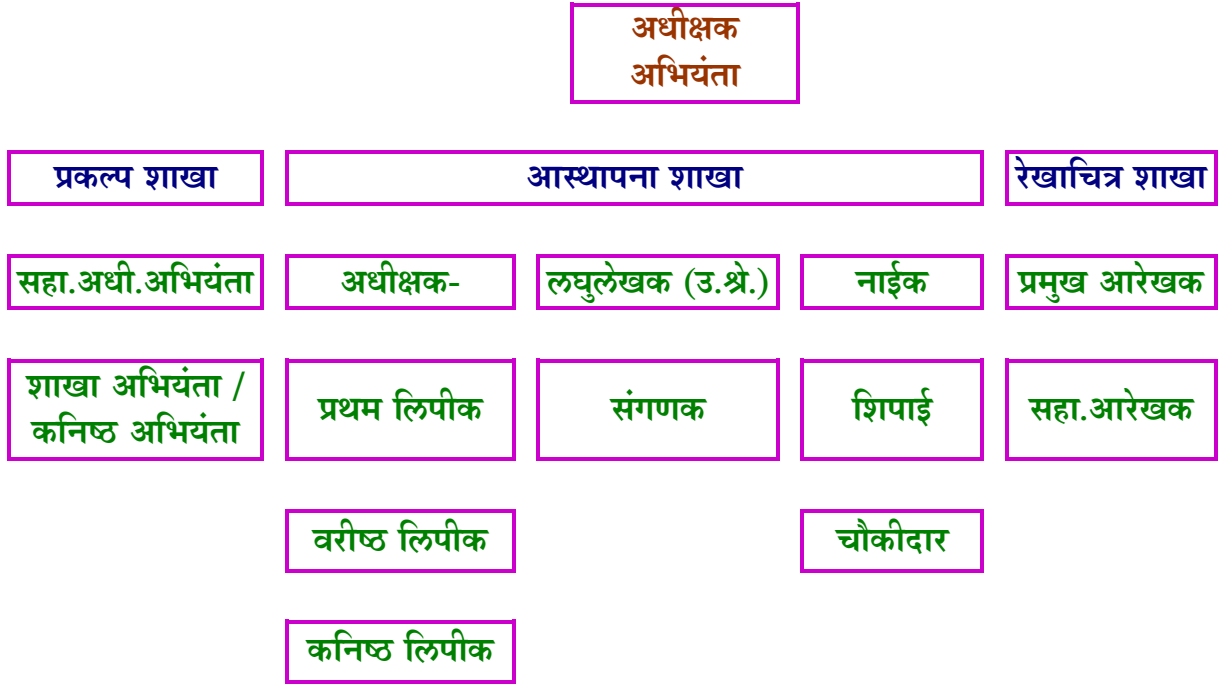 अधीक्षक
अभियंता
प्रकल्प शाखा
आस्थापना शाखा
रेखाचित्र शाखा
सहा.अधी.अभियंता
अधीक्षक-
लघुलेखक (उ.श्रे.)
नाईक
प्रमुख आरेखक
शाखा अभियंता /
कनिष्ठ अभियंता
प्रथम लिपीक
संगणक
शिपाई
सहा.आरेखक
वरीष्ठ लिपीक
चौकीदार
कनिष्ठ लिपीक